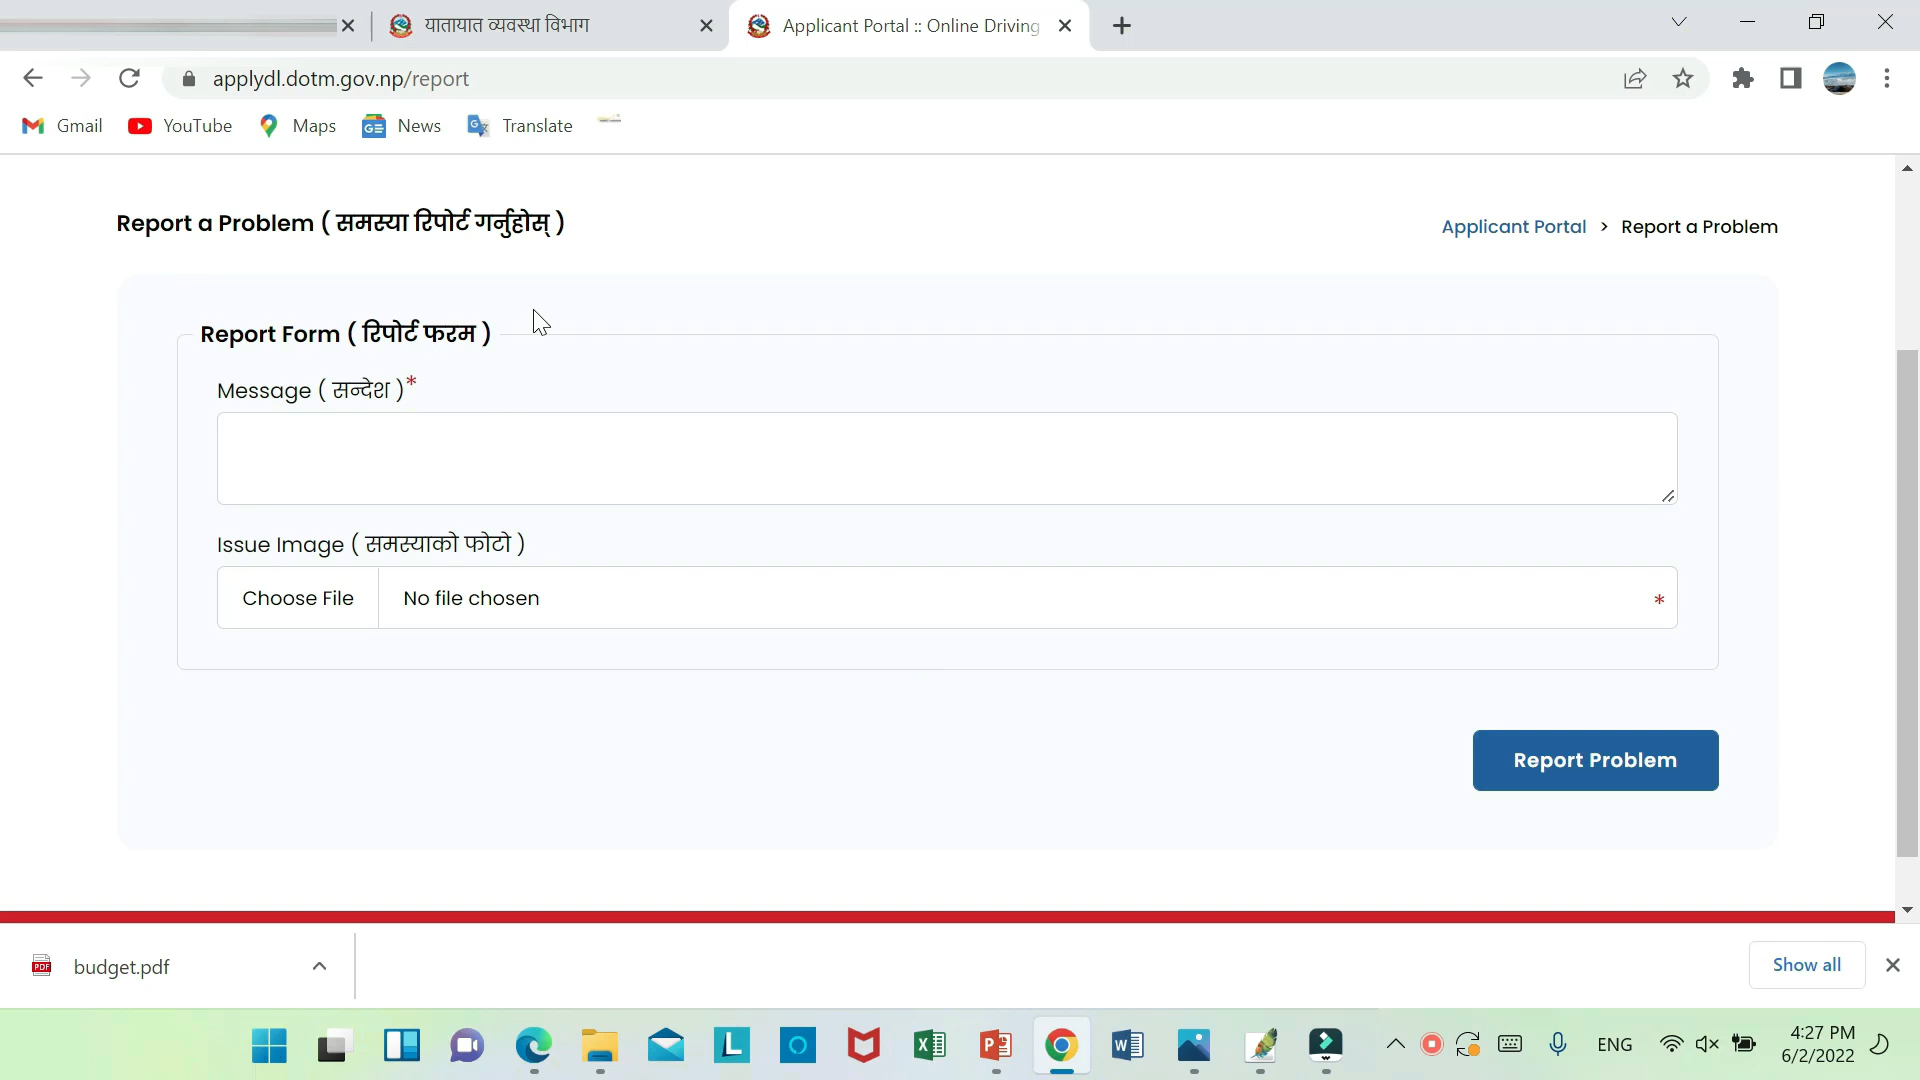 यातायात व्यवस्था विभाग
Applicant Portal :: Online Driving
applydl.dotm.gov.np/report
Gmail
YouTube
Maps
News
Translate
Report a Problem ( समस्या रिपोर्ट गर्नुहोस् )
Applicant Portal > Report a Problem
Report Form ( रिपोर्ट फरम )
Message ( सन्देश )*
Issue Image ( समस्याको फोटो )
Choose File No file chosen *
Report Problem
budget.pdf
Show all
ENG
4:27 PM
6/2/2022